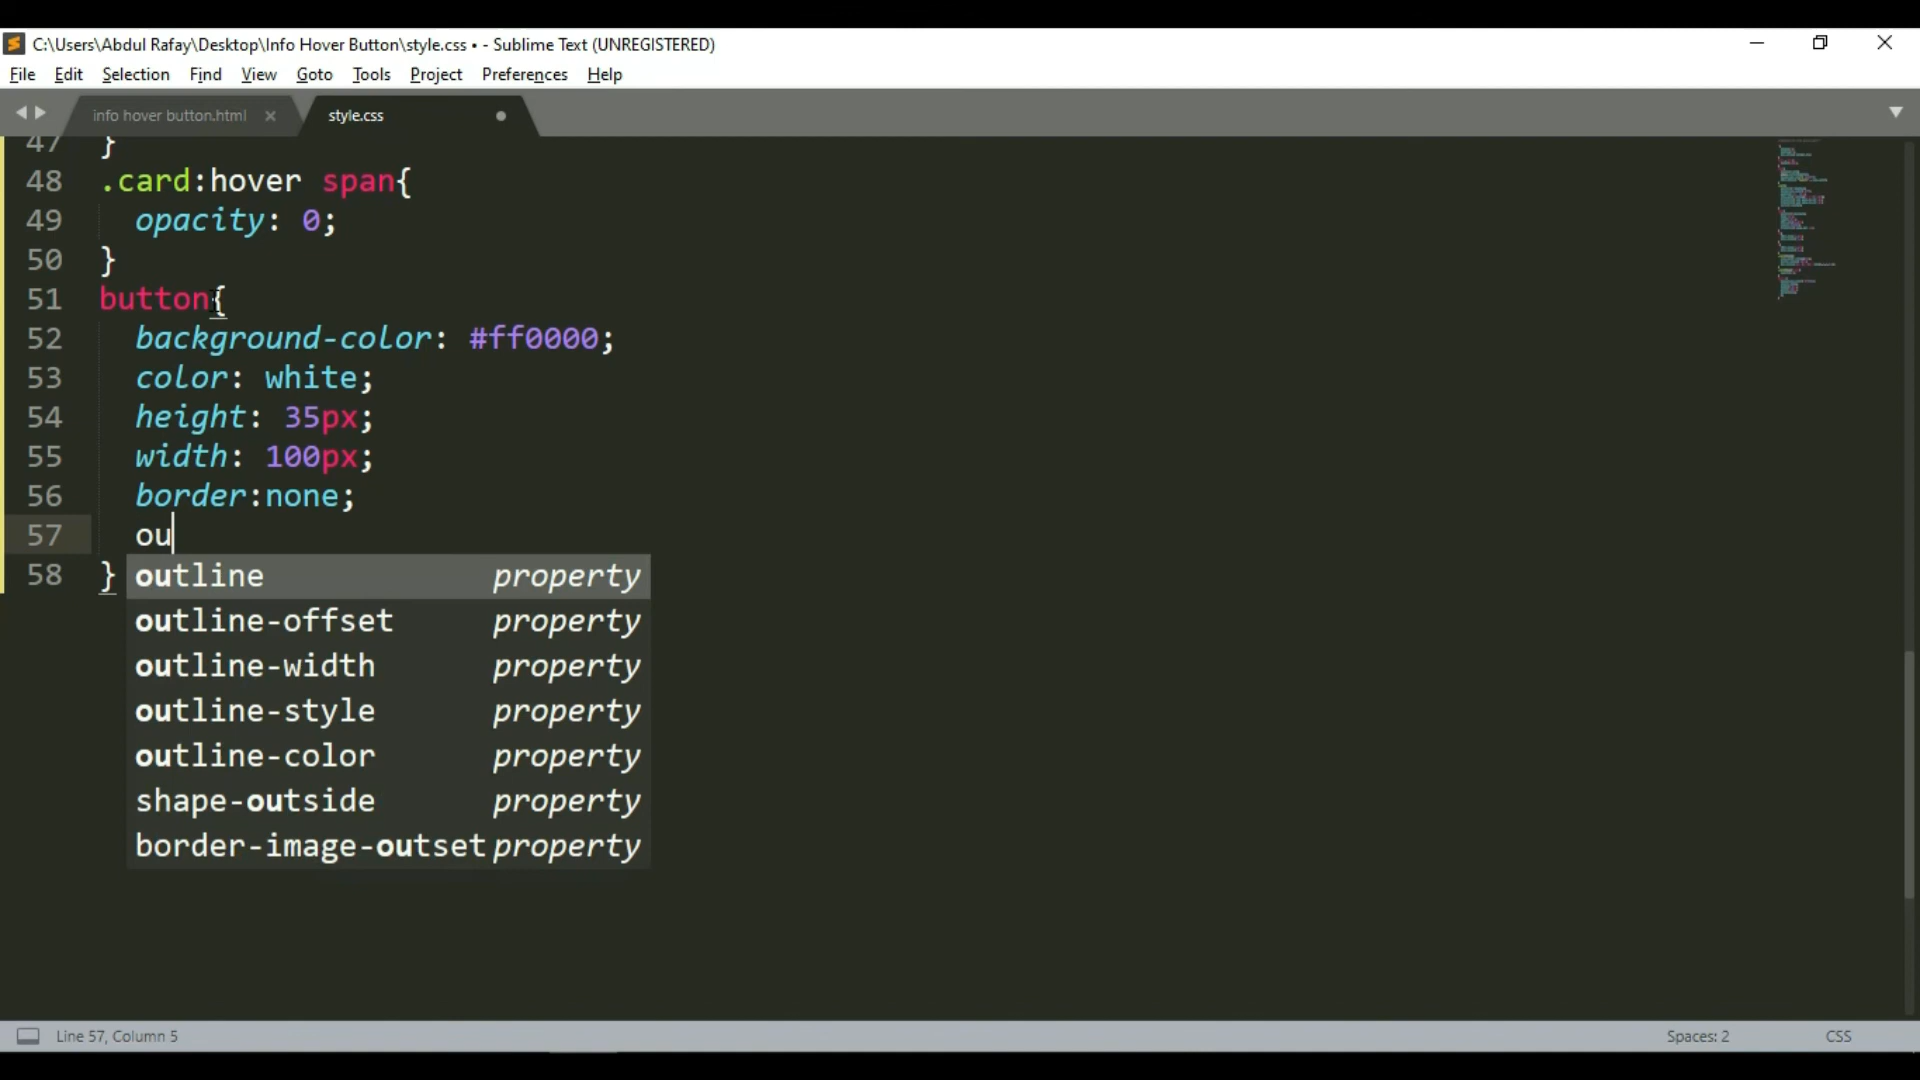 C:\Users\Abdul Rafay\Desktop\Info Hover Button\style.css • - Sublime Text (UNREGISTERED)
File Edit Selection Find View Goto Tools Project Preferences Help
info hover button.html × style.css
47 }
48 .card:hover span{
49 opacity: 0;
50 }
51 button{
52 background-color: #ff0000;
53 color: white;
54 height: 35px;
55 width: 100px;
56 border:none;
57 ou
58 } outline property
outline-offset property
outline-width property
outline-style property
outline-color property
shape-outside property
border-image-outset property
Line 57, Column 5 Spaces: 2 CSS